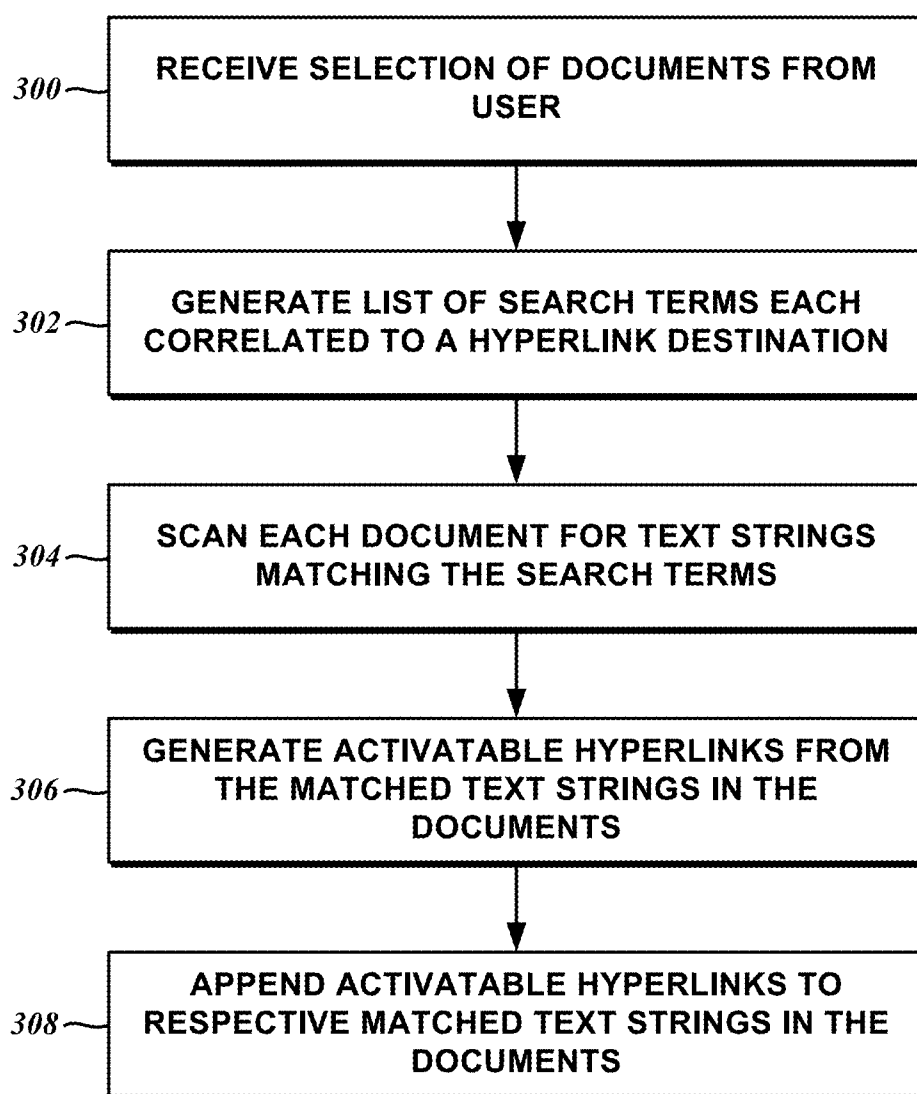 300
RECEIVE SELECTION OF DOCUMENTS FROM
USER
302
GENERATE LIST OF SEARCH TERMS EACH
CORRELATED TO A HYPERLINK DESTINATION
304
SCAN EACH DOCUMENT FOR TEXT STRINGS
MATCHING THE SEARCH TERMS
306
GENERATE ACTIVATABLE HYPERLINKS FROM
THE MATCHED TEXT STRINGS IN THE
DOCUMENTS
308
APPEND ACTIVATABLE HYPERLINKS TO
RESPECTIVE MATCHED TEXT STRINGS IN THE
DOCUMENTS